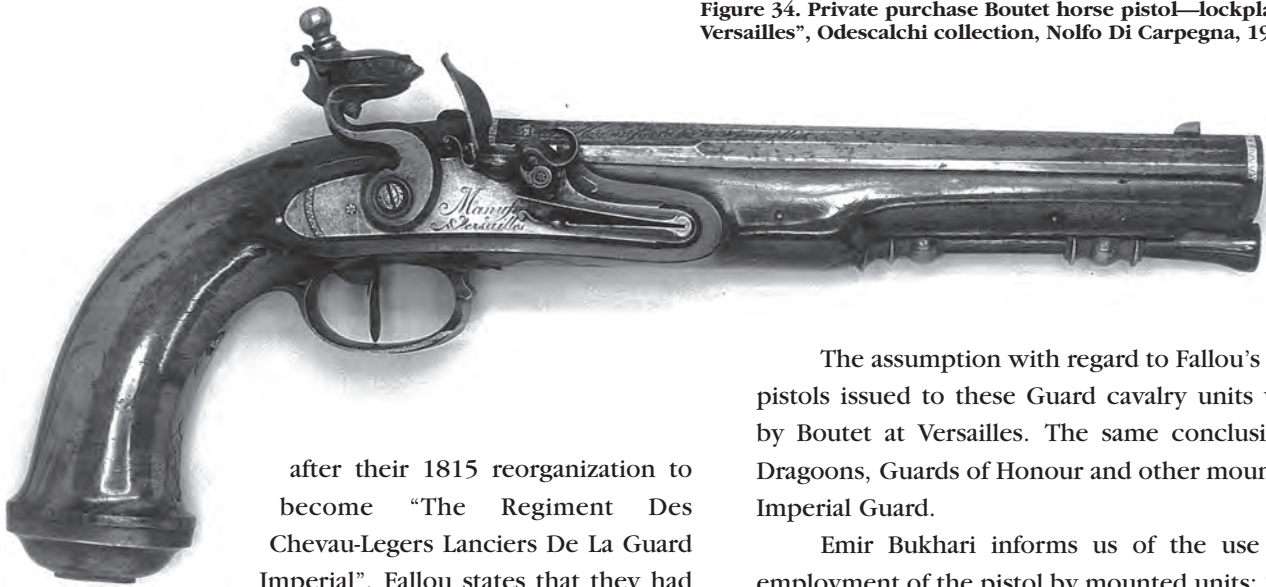 Figure 34. Private purchase Boutet horse pistol—lockpla
Versailles”, Odescalchi collection, Nolfo Di Carpegna, 19
Manuf
à Versailles
after their 1815 reorganization to
become “The Regiment Des
Chevau-Legers Lanciers De La Guard
Imperial”. Fallou states that they had
The assumption with regard to Fallou’s
pistols issued to these Guard cavalry units
by Boutet at Versailles. The same conclusi
Dragoons, Guards of Honour and other moun
Imperial Guard.
Emir Bukhari informs us of the use
employment of the pistol by mounted units: